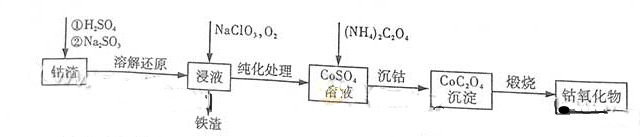 ①H₂SO₄
②Na₂SO₃
NaClO₃,O₂
(NH₄)₂C₂O₄
钴渣
溶解还原
浸液
纯化处理
CoSO₄
溶液
沉钴
CoC₂O₄
沉淀
煅烧
钴氧化物
铁渣